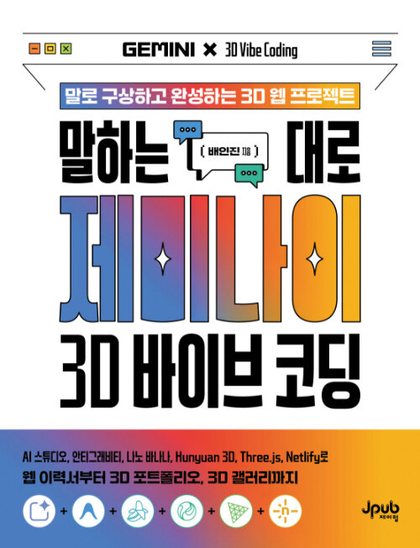 GEMINI × 3D Vibe Coding
말로 구상하고 완성하는 3D 웹 프로젝트
말하는 ( 배인진 지음 ) 대로
제미나이
3D 바이브 코딩
AI 스튜디오, 안티그래비티, 나노 바나나, Hunyuan 3D, Three.js, Netlify로
웹 이력서부터 3D 포트폴리오, 3D 갤러리까지
Jpub
제이펍